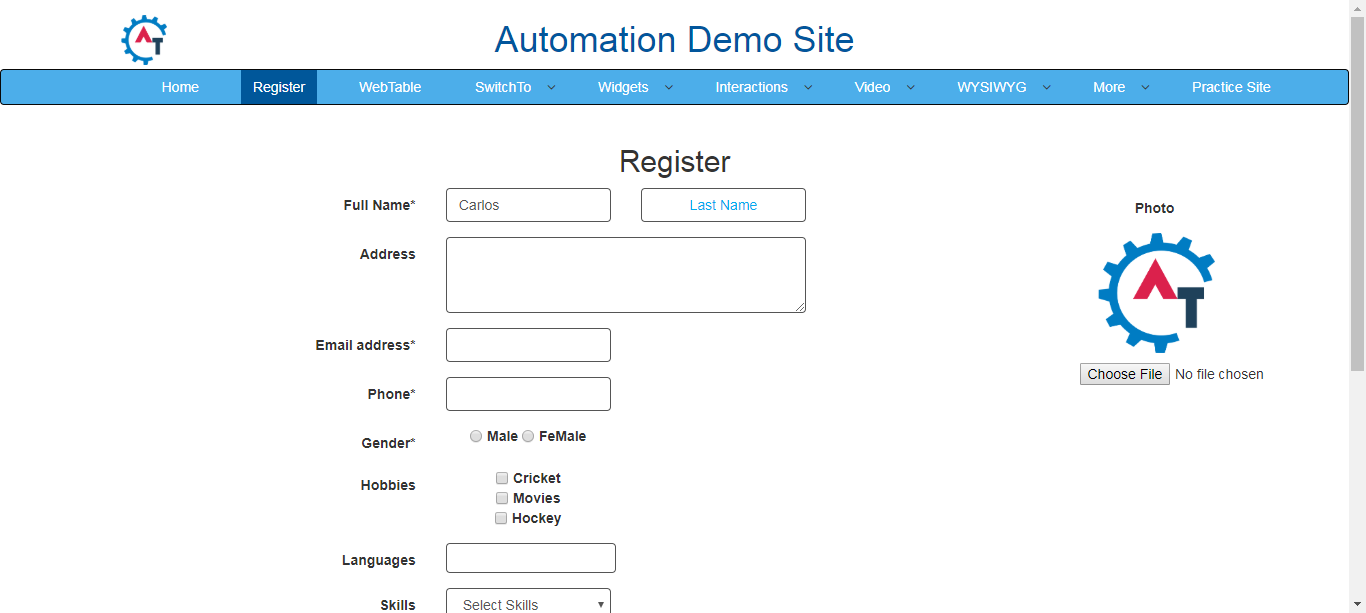 AT
Automation Demo Site
Home Register WebTable SwitchTo Widgets Interactions Video WYSIWYG More Practice Site
Register
Full Name* Carlos Last Name
Photo
Address
AT
Email address*
Choose File No file chosen
Phone*
Gender* Male FeMale
Hobbies Cricket
Movies
Hockey
Languages
Skills Select Skills